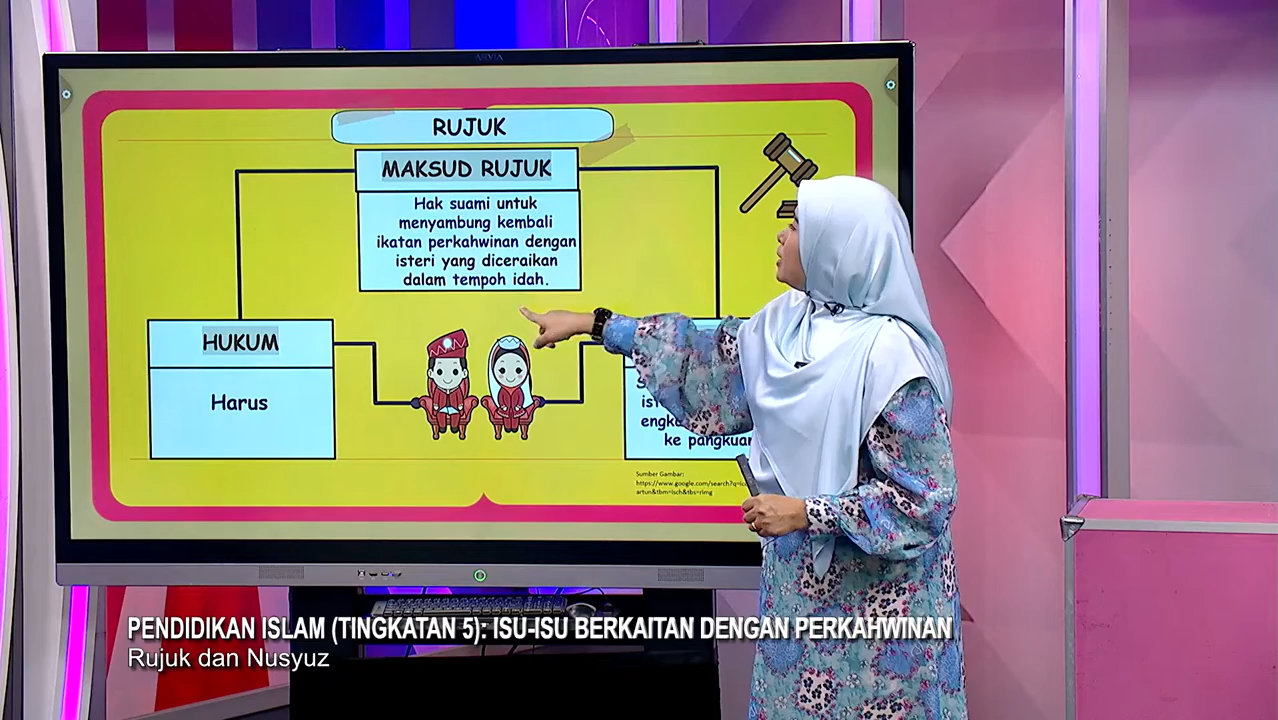 RUJUK
MAKSUD RUJUK
Hak suami untuk
menyambung kembali
ikatan perkahwinan dengan
isteri yang diceraikan
dalam tempoh idah.
HUKUM
Harus
ke pangkuan
Sumber Gambar:
PENDIDIKAN ISLAM (TINGKATAN 5): ISU-ISU BERKAITAN DENGAN PERKAHWINAN
Rujuk dan Nusyuz